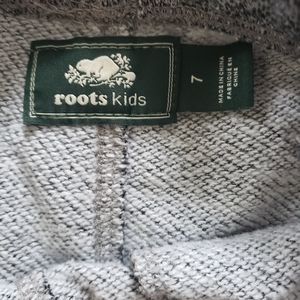 roots kids
7
MADE IN CHINA
FABRIQUÉ EN
CHINE